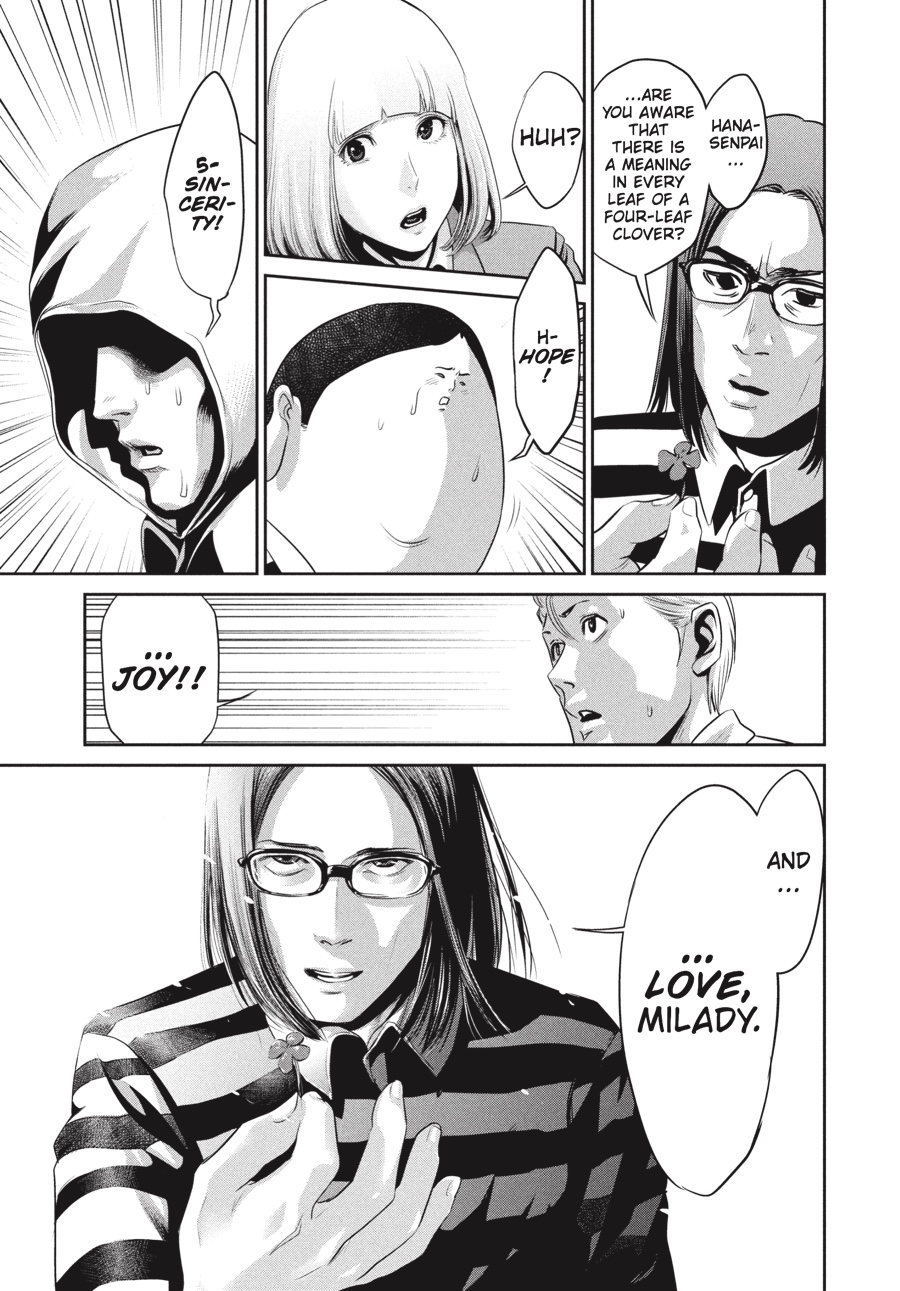 HANA-
SENPAI
...
...ARE
YOU AWARE
THAT
THERE IS
A MEANING
IN EVERY
LEAF OF A
FOUR-LEAF
CLOVER?
HUH?
H-
HOPE
!
S-
SIN-
CERI-
TY!
...
JOY!!
AND
...
...
LOVE,
MILADY.